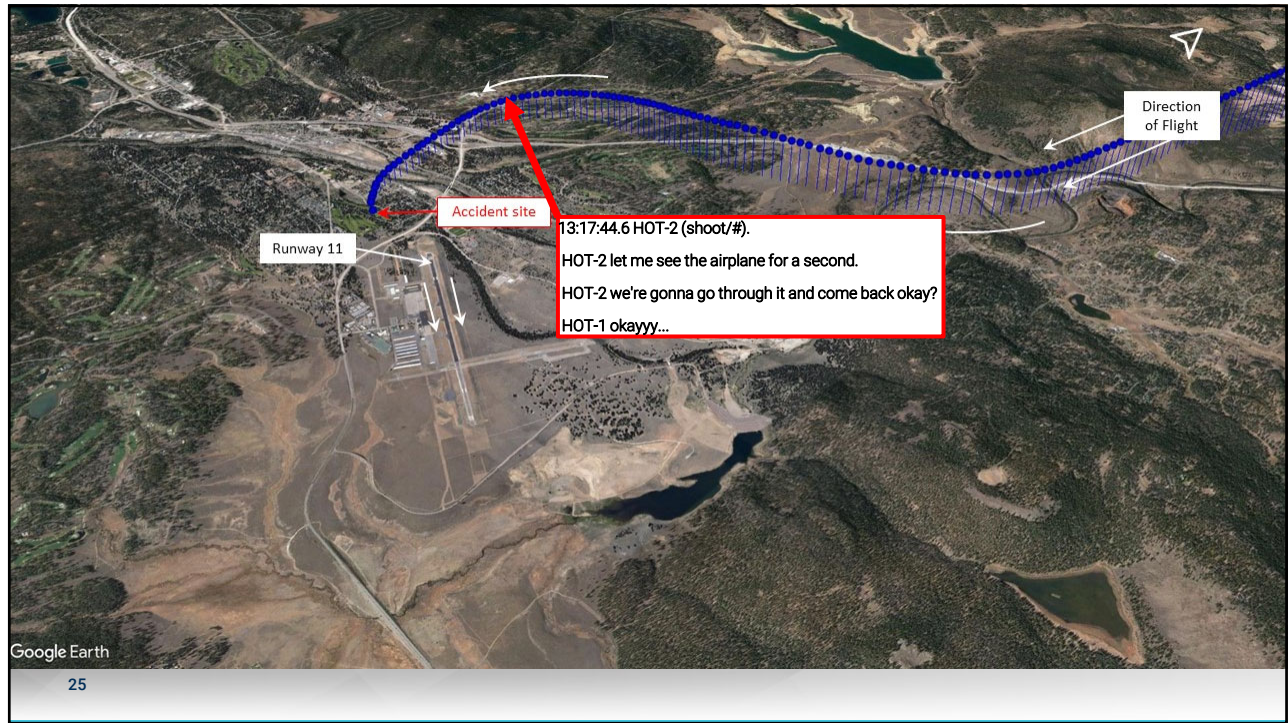 Direction
of Flight
Accident site
Runway 11
13:17:44.6 HOT-2 (shoot/#).
HOT-2 let me see the airplane for a second.
HOT-2 we're gonna go through it and come back okay?
HOT-1 okayyy...
Google Earth
25